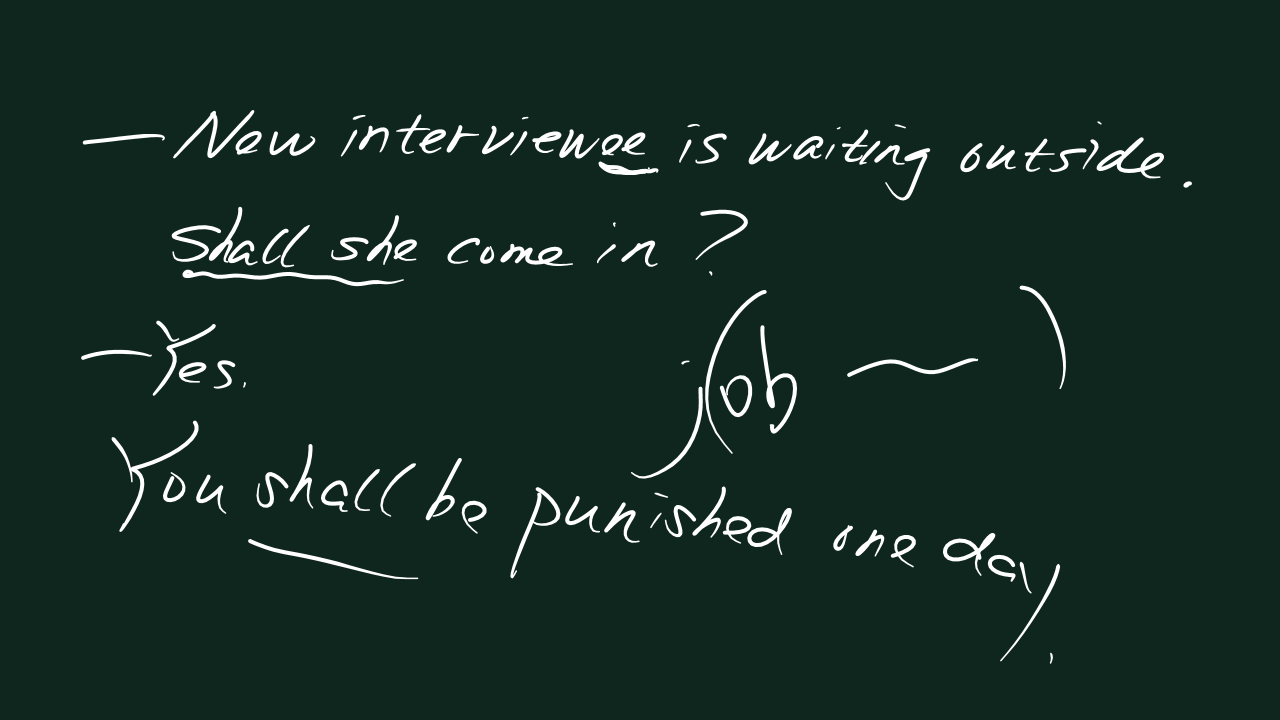 — New interviewee is waiting outside.
Shall she come in?
— Yes.
(job ~ )
You shall be punished one day.